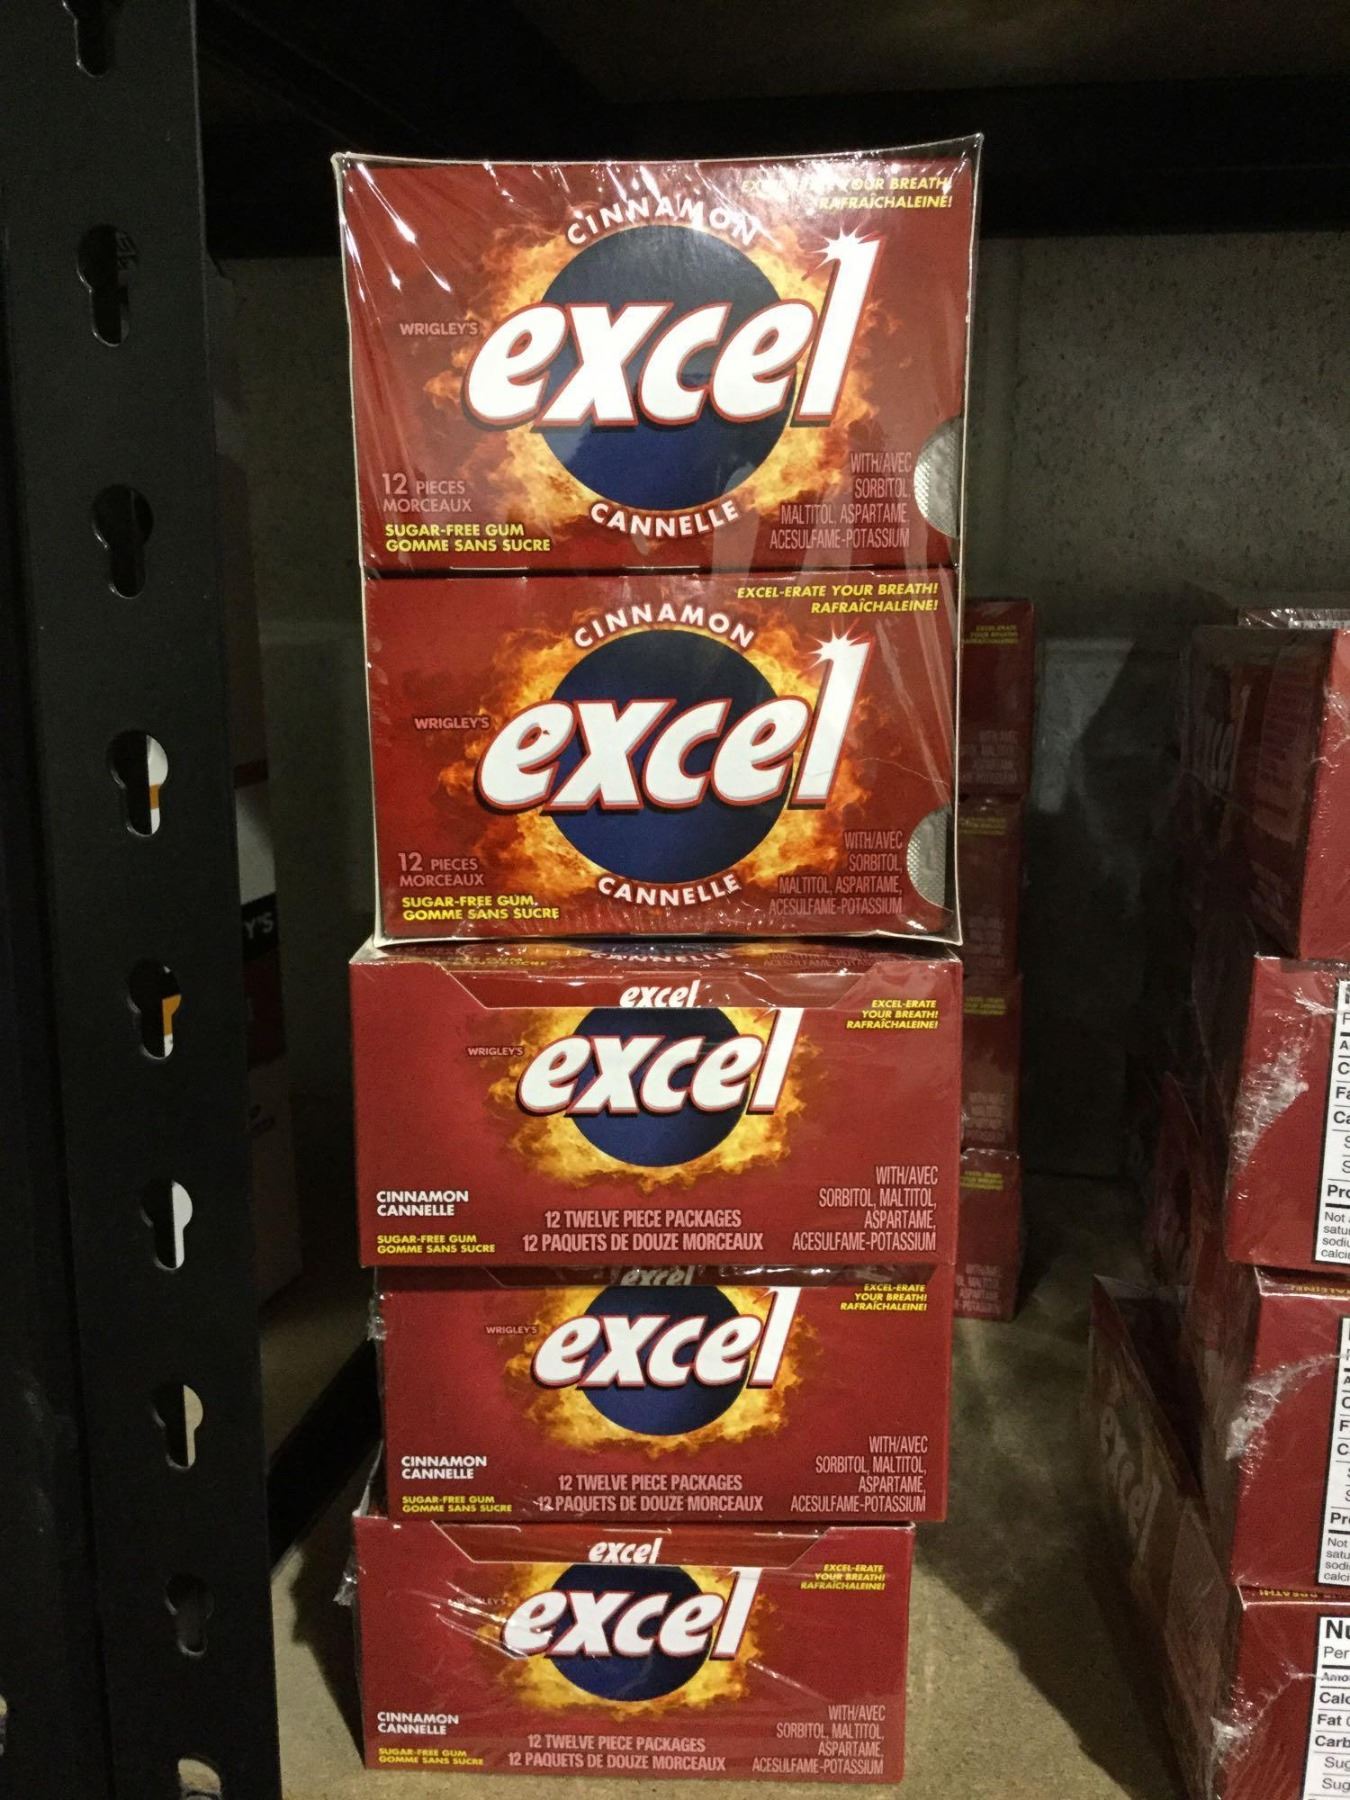 EXCEL-ERATE YOUR BREATH!
RAFRAÎCHALEINE!
CINNAMON
WRIGLEY'S
excel
12 PIECES
MORCEAUX
SUGAR-FREE GUM
GOMME SANS SUCRE
CANNELLE
WITH/AVEC
SORBITOL,
MALTITOL, ASPARTAME,
ACESULFAME-POTASSIUM
EXCEL-ERATE YOUR BREATH!
RAFRAÎCHALEINE!
CINNAMON
WRIGLEY'S
excel
12 PIECES
MORCEAUX
SUGAR-FREE GUM
GOMME SANS SUCRE
CANNELLE
WITH/AVEC
SORBITOL,
MALTITOL, ASPARTAME,
ACESULFAME-POTASSIUM
CANNELLE
excel
EXCEL-ERATE
YOUR BREATH!
RAFRAÎCHALEINE!
WRIGLEY'S
excel
CINNAMON
CANNELLE
SUGAR-FREE GUM
GOMME SANS SUCRE
12 TWELVE PIECE PACKAGES
12 PAQUETS DE DOUZE MORCEAUX
WITH/AVEC
SORBITOL, MALTITOL,
ASPARTAME,
ACESULFAME-POTASSIUM
excel
EXCEL-ERATE
YOUR BREATH!
RAFRAÎCHALEINE!
WRIGLEY'S
excel
CINNAMON
CANNELLE
SUGAR-FREE GUM
GOMME SANS SUCRE
12 TWELVE PIECE PACKAGES
12 PAQUETS DE DOUZE MORCEAUX
WITH/AVEC
SORBITOL, MALTITOL,
ASPARTAME,
ACESULFAME-POTASSIUM
excel
EXCEL-ERATE
YOUR BREATH!
RAFRAÎCHALEINE!
WRIGLEY'S
excel
CINNAMON
CANNELLE
SUGAR-FREE GUM
GOMME SANS SUCRE
12 TWELVE PIECE PACKAGES
12 PAQUETS DE DOUZE MORCEAUX
WITH/AVEC
SORBITOL, MALTITOL,
ASPARTAME,
ACESULFAME-POTASSIUM
Y'S
Not
Not
Per
Fat